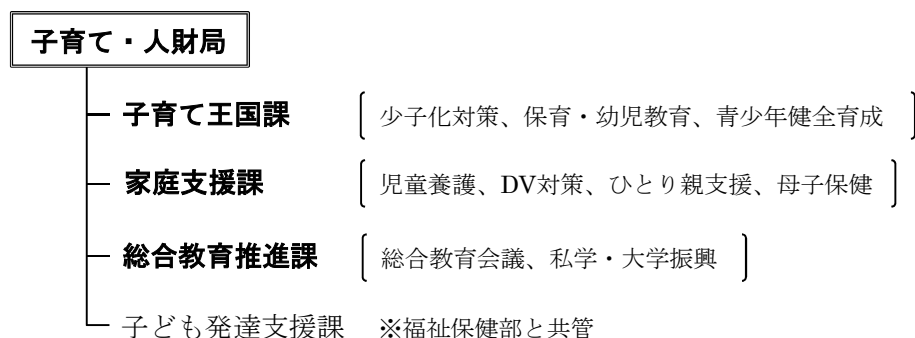 子育て・人財局
子育て王国課 〔 少子化対策、保育・幼児教育、青少年健全育成 〕
家庭支援課 〔 児童養護、DV対策、ひとり親支援、母子保健 〕
総合教育推進課 〔 総合教育会議、私学・大学振興 〕
子ども発達支援課 ※福祉保健部と共管